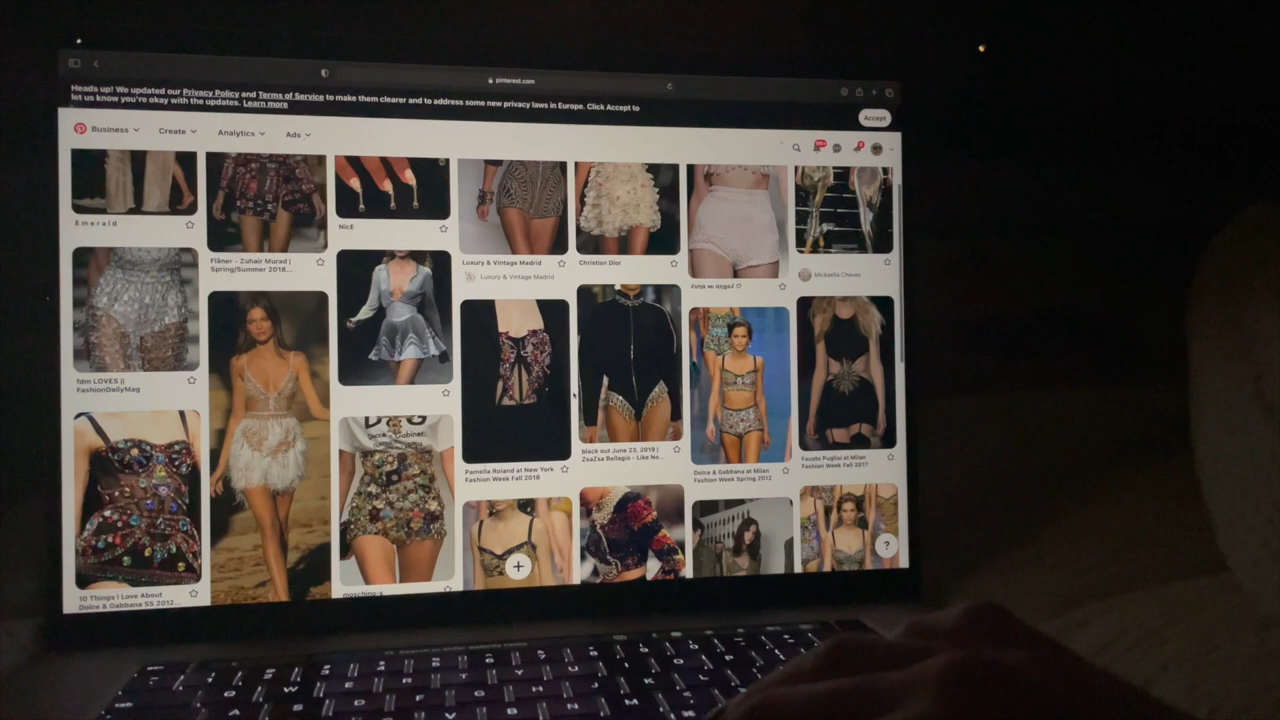 pinterest.com
Heads up! We updated our Privacy Policy and Terms of Service to make them clearer and to address some new privacy laws in Europe. Click Accept to
let us know you're okay with the updates. Learn more
Accept
Business
Create
Analytics
Ads
Emerald
Flâner - Zuhair Murad |
Spring/Summer 2018...
NicE
Luxury & Vintage Madrid
Luxury & Vintage Madrid
Christian Dior
Mickaella Chaves
fdm LOVES ||
FashionDailyMag
Pamella Roland at New York
Fashion Week Fall 2018
black out June 23, 2019 |
ZsaZsa Bellagio - Like No...
Dolce & Gabbana at Milan
Fashion Week Spring 2012
Fausto Puglisi at Milan
Fashion Week Fall 2017
10 Things I Love About
Dolce & Gabbana SS 2012...
moschino-s
?